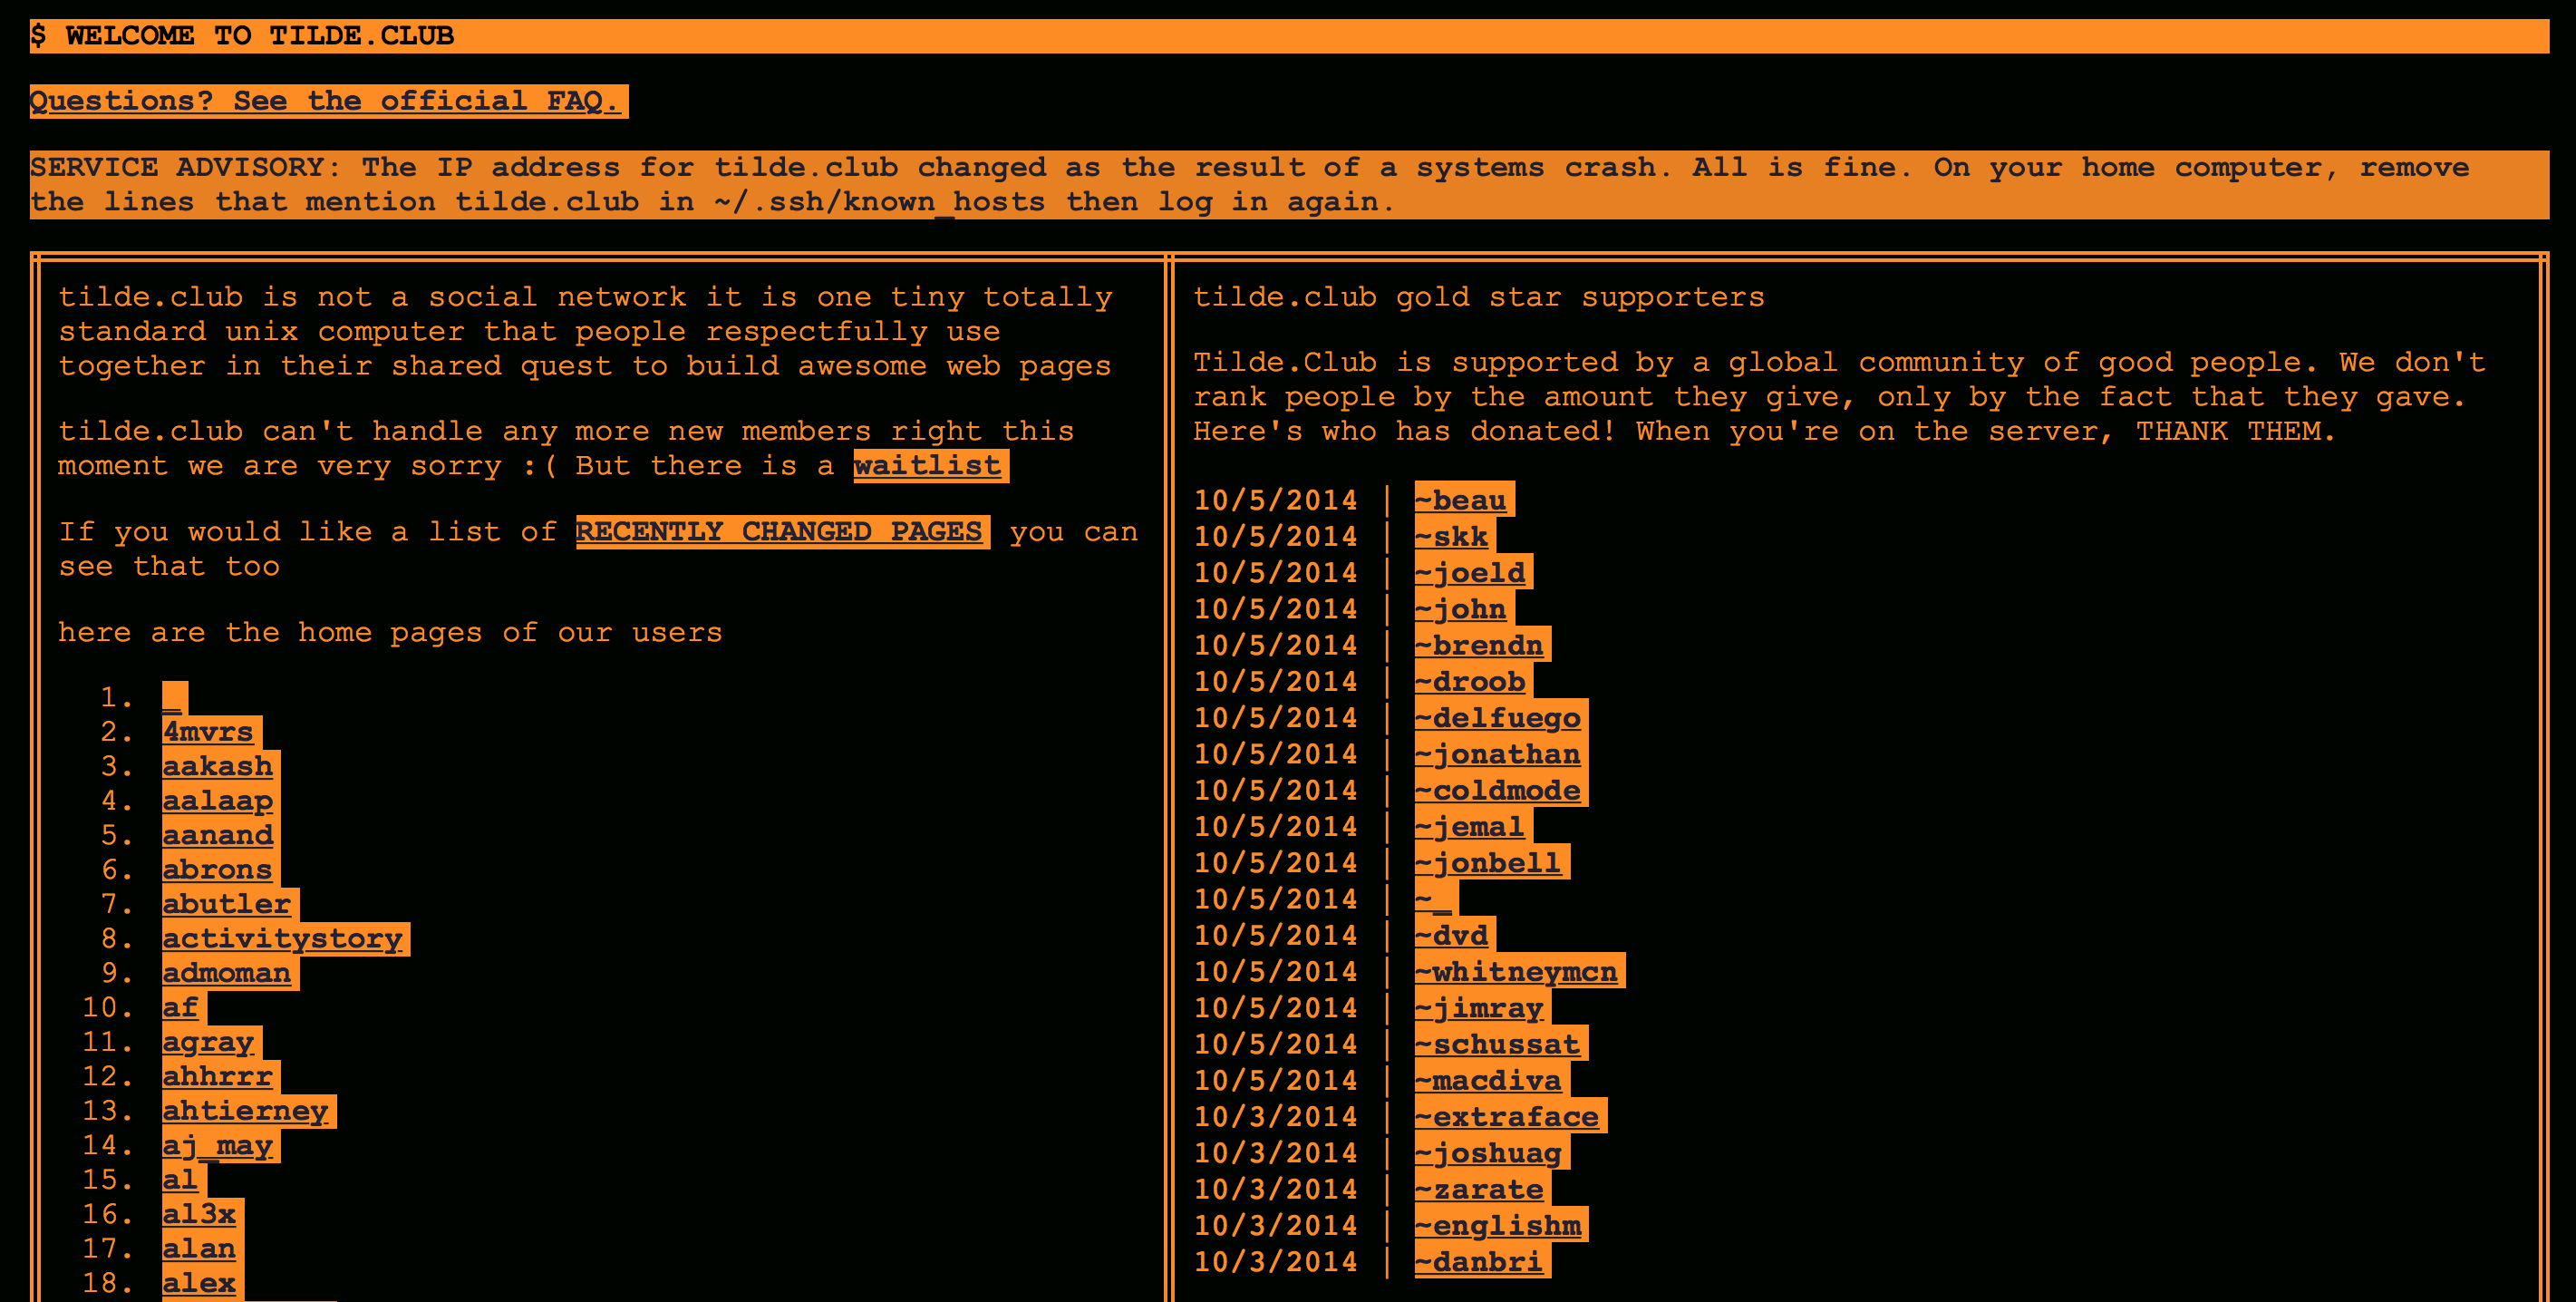 $ WELCOME TO TILDE.CLUB
Questions? See the official FAQ.
SERVICE ADVISORY: The IP address for tilde.club changed as the result of a systems crash. All is fine. On your home computer, remove
the lines that mention tilde.club in ~/.ssh/known_hosts then log in again.
tilde.club is not a social network it is one tiny totally
standard unix computer that people respectfully use
together in their shared quest to build awesome web pages
tilde.club can't handle any more new members right this
moment we are very sorry :( But there is a waitlist
If you would like a list of RECENTLY CHANGED PAGES you can
see that too
here are the home pages of our users
1. _
2. 4mvrs
3. aakash
4. aalaap
5. aanand
6. abrons
7. abutler
8. activitystory
9. admoman
10. af
11. agray
12. ahhrrr
13. ahtierney
14. aj_may
15. al
16. al3x
17. alan
18. alex
tilde.club gold star supporters
Tilde.Club is supported by a global community of good people. We don't
rank people by the amount they give, only by the fact that they gave.
Here's who has donated! When you're on the server, THANK THEM.
10/5/2014 | ~beau
10/5/2014 | ~skk
10/5/2014 | ~joeld
10/5/2014 | ~john
10/5/2014 | ~brendn
10/5/2014 | ~droob
10/5/2014 | ~delfuego
10/5/2014 | ~jonathan
10/5/2014 | ~coldmode
10/5/2014 | ~jemal
10/5/2014 | ~jonbell
10/5/2014 | ~_
10/5/2014 | ~dvd
10/5/2014 | ~whitneymcn
10/5/2014 | ~jimray
10/5/2014 | ~schussat
10/5/2014 | ~macdiva
10/3/2014 | ~extraface
10/3/2014 | ~joshuag
10/3/2014 | ~zarate
10/3/2014 | ~englishm
10/3/2014 | ~danbri